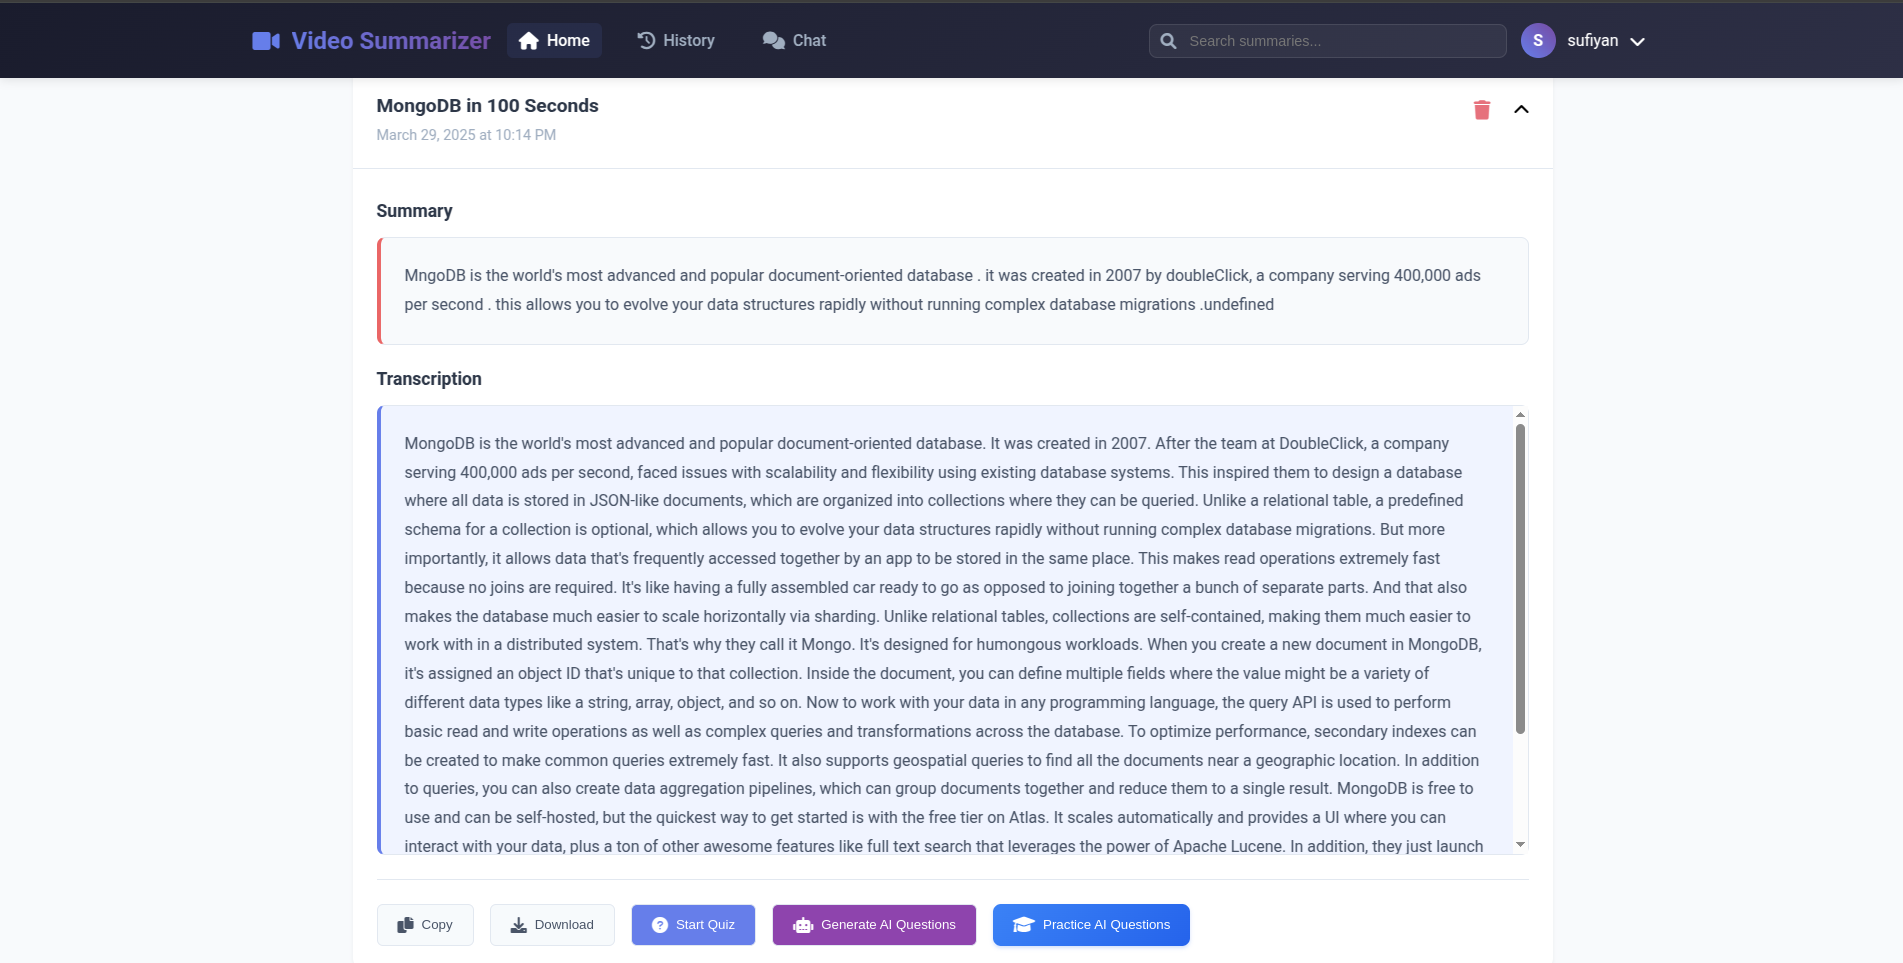 Video Summarizer Home History Chat Search summaries... S sufiyan
MongoDB in 100 Seconds
March 29, 2025 at 10:14 PM
Summary
MngoDB is the world's most advanced and popular document-oriented database . it was created in 2007 by doubleClick, a company serving 400,000 ads
per second . this allows you to evolve your data structures rapidly without running complex database migrations .undefined
Transcription
MongoDB is the world's most advanced and popular document-oriented database. It was created in 2007. After the team at DoubleClick, a company
serving 400,000 ads per second, faced issues with scalability and flexibility using existing database systems. This inspired them to design a database
where all data is stored in JSON-like documents, which are organized into collections where they can be queried. Unlike a relational table, a predefined
schema for a collection is optional, which allows you to evolve your data structures rapidly without running complex database migrations. But more
importantly, it allows data that's frequently accessed together by an app to be stored in the same place. This makes read operations extremely fast
because no joins are required. It's like having a fully assembled car ready to go as opposed to joining together a bunch of separate parts. And that also
makes the database much easier to scale horizontally via sharding. Unlike relational tables, collections are self-contained, making them much easier to
work with in a distributed system. That's why they call it Mongo. It's designed for humongous workloads. When you create a new document in MongoDB,
it's assigned an object ID that's unique to that collection. Inside the document, you can define multiple fields where the value might be a variety of
different data types like a string, array, object, and so on. Now to work with your data in any programming language, the query API is used to perform
basic read and write operations as well as complex queries and transformations across the database. To optimize performance, secondary indexes can
be created to make common queries extremely fast. It also supports geospatial queries to find all the documents near a geographic location. In addition
to queries, you can also create data aggregation pipelines, which can group documents together and reduce them to a single result. MongoDB is free to
use and can be self-hosted, but the quickest way to get started is with the free tier on Atlas. It scales automatically and provides a UI where you can
interact with your data, plus a ton of other awesome features like full text search that leverages the power of Apache Lucene. In addition, they just launch
Copy Download Start Quiz Generate AI Questions Practice AI Questions